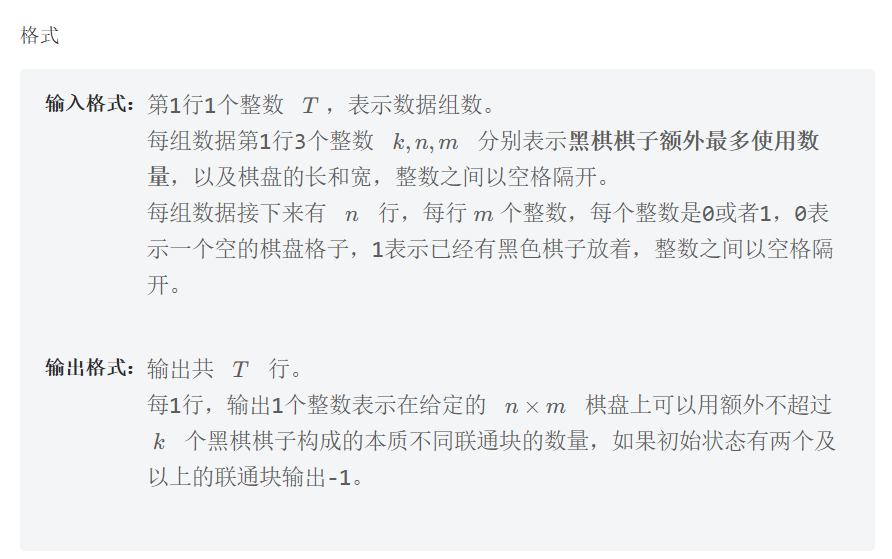 格式
输入格式: 第1行1个整数 T，表示数据组数。
每组数据第1行3个整数 k,n,m 分别表示黑棋棋子额外最多使用数
量，以及棋盘的长和宽，整数之间以空格隔开。
每组数据接下来有 n 行，每行 m 个整数，每个整数是0或者1，0表
示一个空的棋盘格子，1表示已经有黑色棋子放着，整数之间以空格隔
开。
输出格式: 输出共 T 行。
每1行，输出1个整数表示在给定的 n × m 棋盘上可以用额外不超过
k 个黑棋棋子构成的本质不同联通块的数量，如果初始状态有两个及
以上的联通块输出-1。